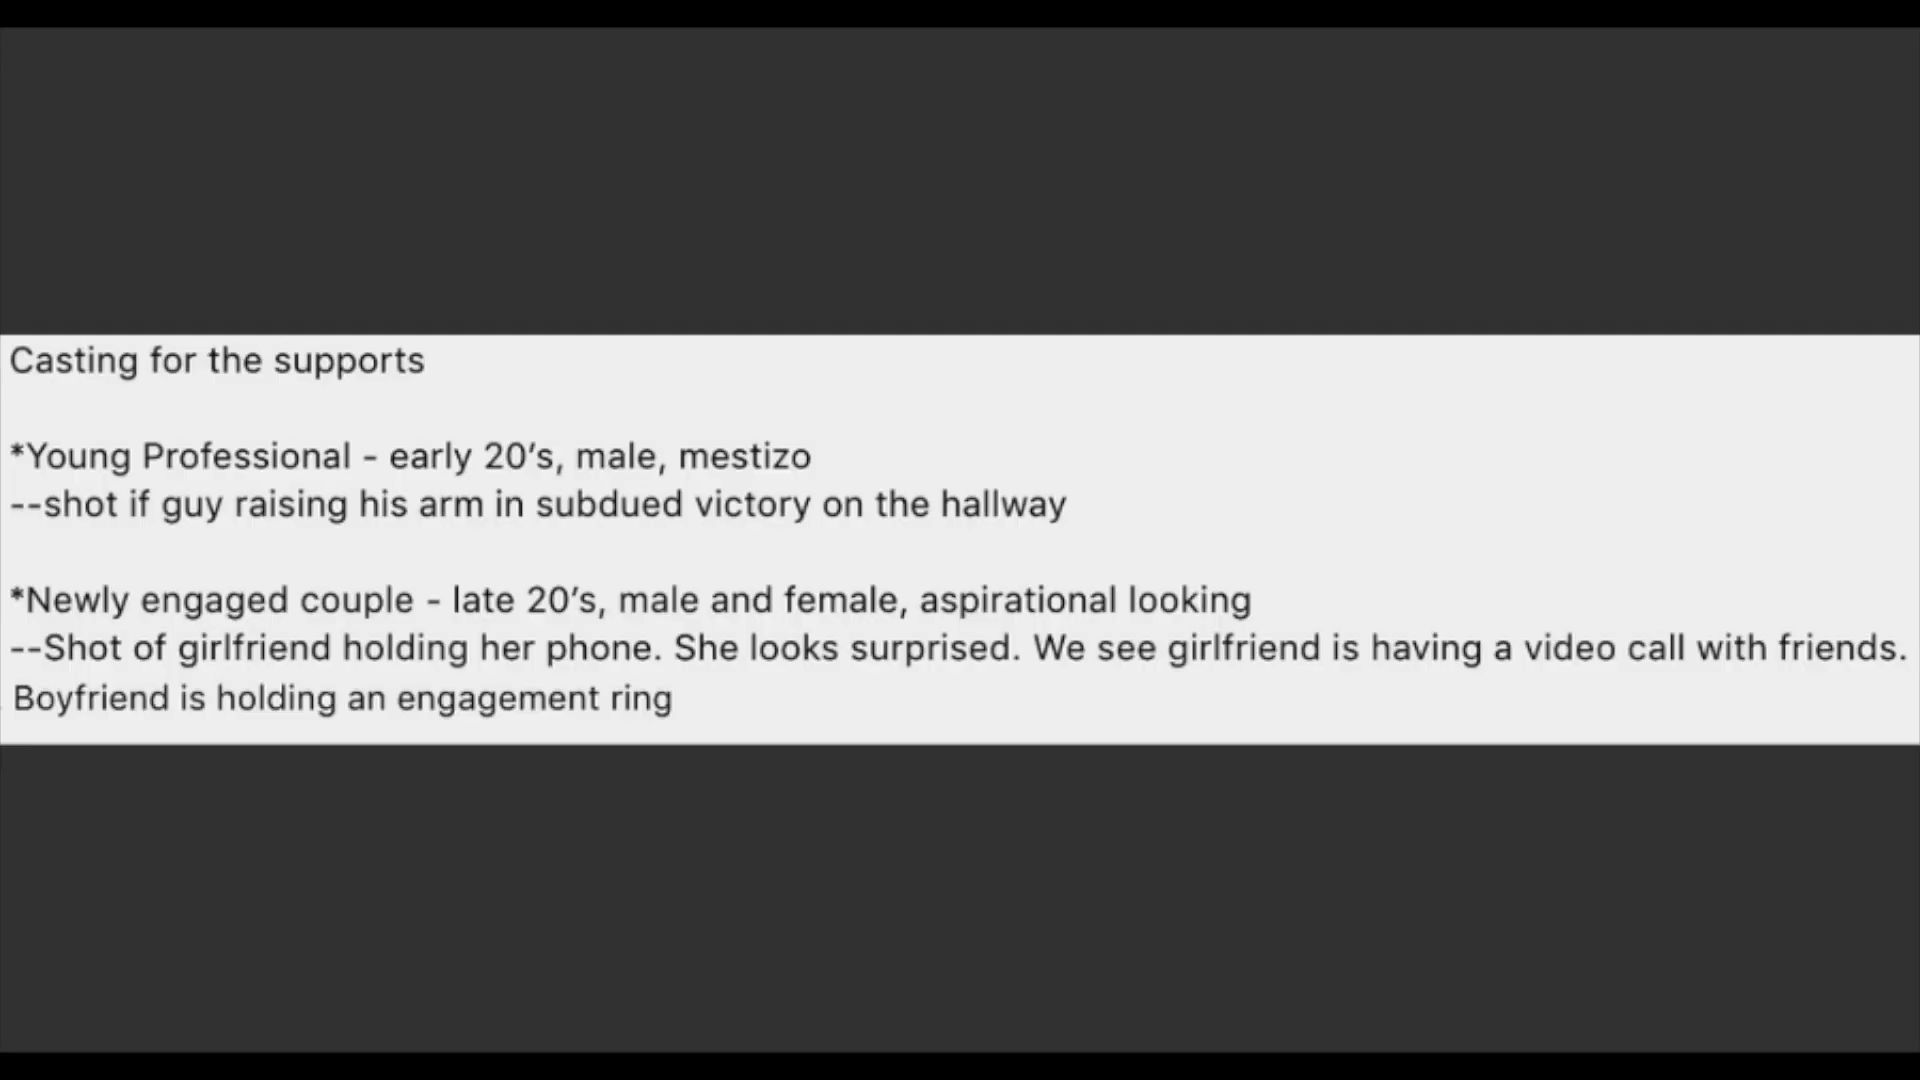 Casting for the supports
*Young Professional - early 20's, male, mestizo
--shot if guy raising his arm in subdued victory on the hallway
*Newly engaged couple - late 20's, male and female, aspirational looking
--Shot of girlfriend holding her phone. She looks surprised. We see girlfriend is having a video call with friends.
Boyfriend is holding an engagement ring